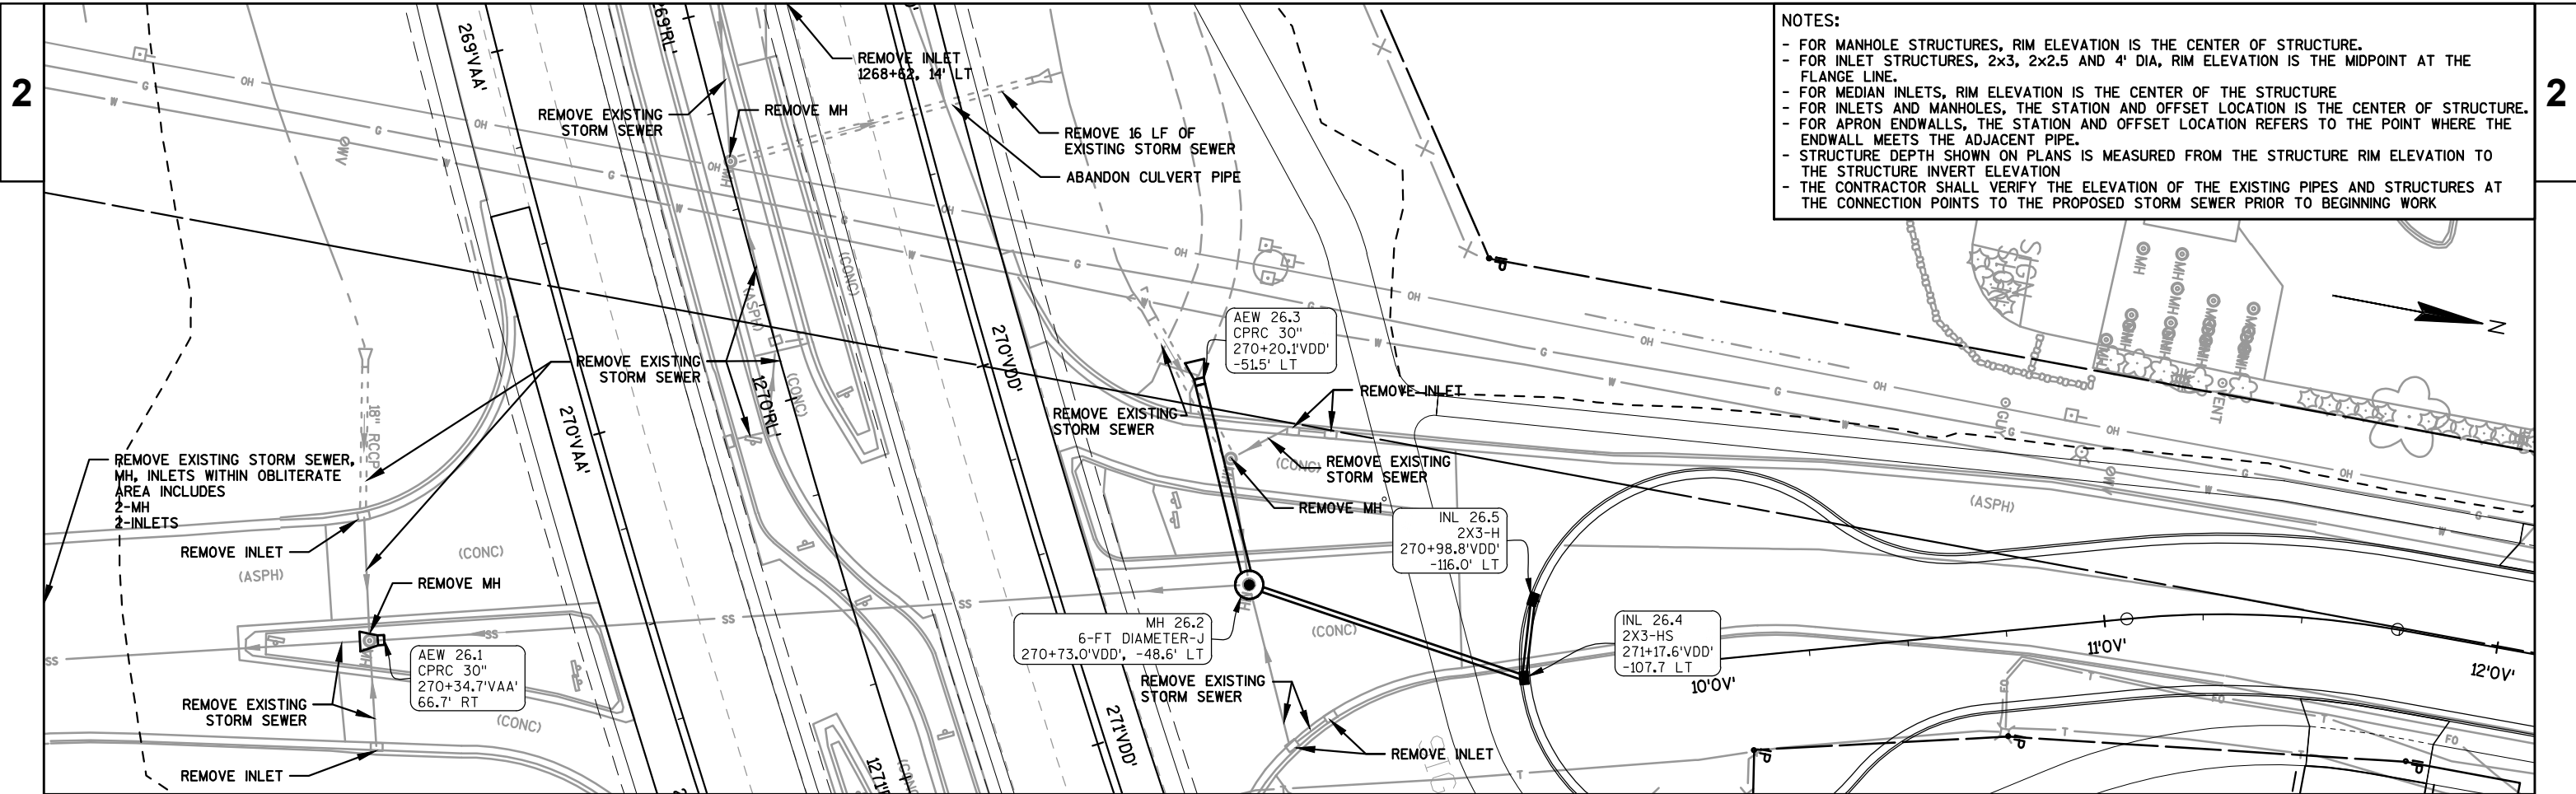 2
2
NOTES:
- FOR MANHOLE STRUCTURES, RIM ELEVATION IS THE CENTER OF STRUCTURE.
- FOR INLET STRUCTURES, 2x3, 2x2.5 AND 4' DIA, RIM ELEVATION IS THE MIDPOINT AT THE
FLANGE LINE.
- FOR MEDIAN INLETS, RIM ELEVATION IS THE CENTER OF THE STRUCTURE
- FOR INLETS AND MANHOLES, THE STATION AND OFFSET LOCATION IS THE CENTER OF STRUCTURE.
- FOR APRON ENDWALLS, THE STATION AND OFFSET LOCATION REFERS TO THE POINT WHERE THE
ENDWALL MEETS THE ADJACENT PIPE.
- STRUCTURE DEPTH SHOWN ON PLANS IS MEASURED FROM THE STRUCTURE RIM ELEVATION TO
THE STRUCTURE INVERT ELEVATION
- THE CONTRACTOR SHALL VERIFY THE ELEVATION OF THE EXISTING PIPES AND STRUCTURES AT
THE CONNECTION POINTS TO THE PROPOSED STORM SEWER PRIOR TO BEGINNING WORK
269'VAA'
REMOVE INLET
1268+62, 14' LT
REMOVE EXISTING
STORM SEWER
REMOVE MH
REMOVE 16 LF OF
EXISTING STORM SEWER
ABANDON CULVERT PIPE
N
AEW 26.3
CPRC 30"
270+20.1'VDD'
-51.5' LT
270'VDD'
REMOVE EXISTING
STORM SEWER
1270'RL'
(ASPH)
(CONC)
(CONC)
18" RCCP
270'VAA'
REMOVE INLET
REMOVE EXISTING
STORM SEWER
REMOVE EXISTING
STORM SEWER
(CONC)
REMOVE MH
REMOVE EXISTING STORM SEWER,
MH, INLETS WITHIN OBLITERATE
AREA INCLUDES
2-MH
2-INLETS
REMOVE INLET
(CONC)
(ASPH)
REMOVE MH
INL 26.5
2X3-H
270+98.8'VDD'
-116.0' LT
(ASPH)
MH 26.2
6-FT DIAMETER-J
270+73.0'VDD', -48.6' LT
(CONC)
INL 26.4
2X3-HS
271+17.6'VDD'
-107.7 LT
10'OV'
11'OV'
12'OV'
AEW 26.1
CPRC 30"
270+34.7'VAA'
66.7' RT
REMOVE EXISTING
STORM SEWER
(CONC)
REMOVE EXISTING
STORM SEWER
271'VDD'
REMOVE INLET
REMOVE INLET